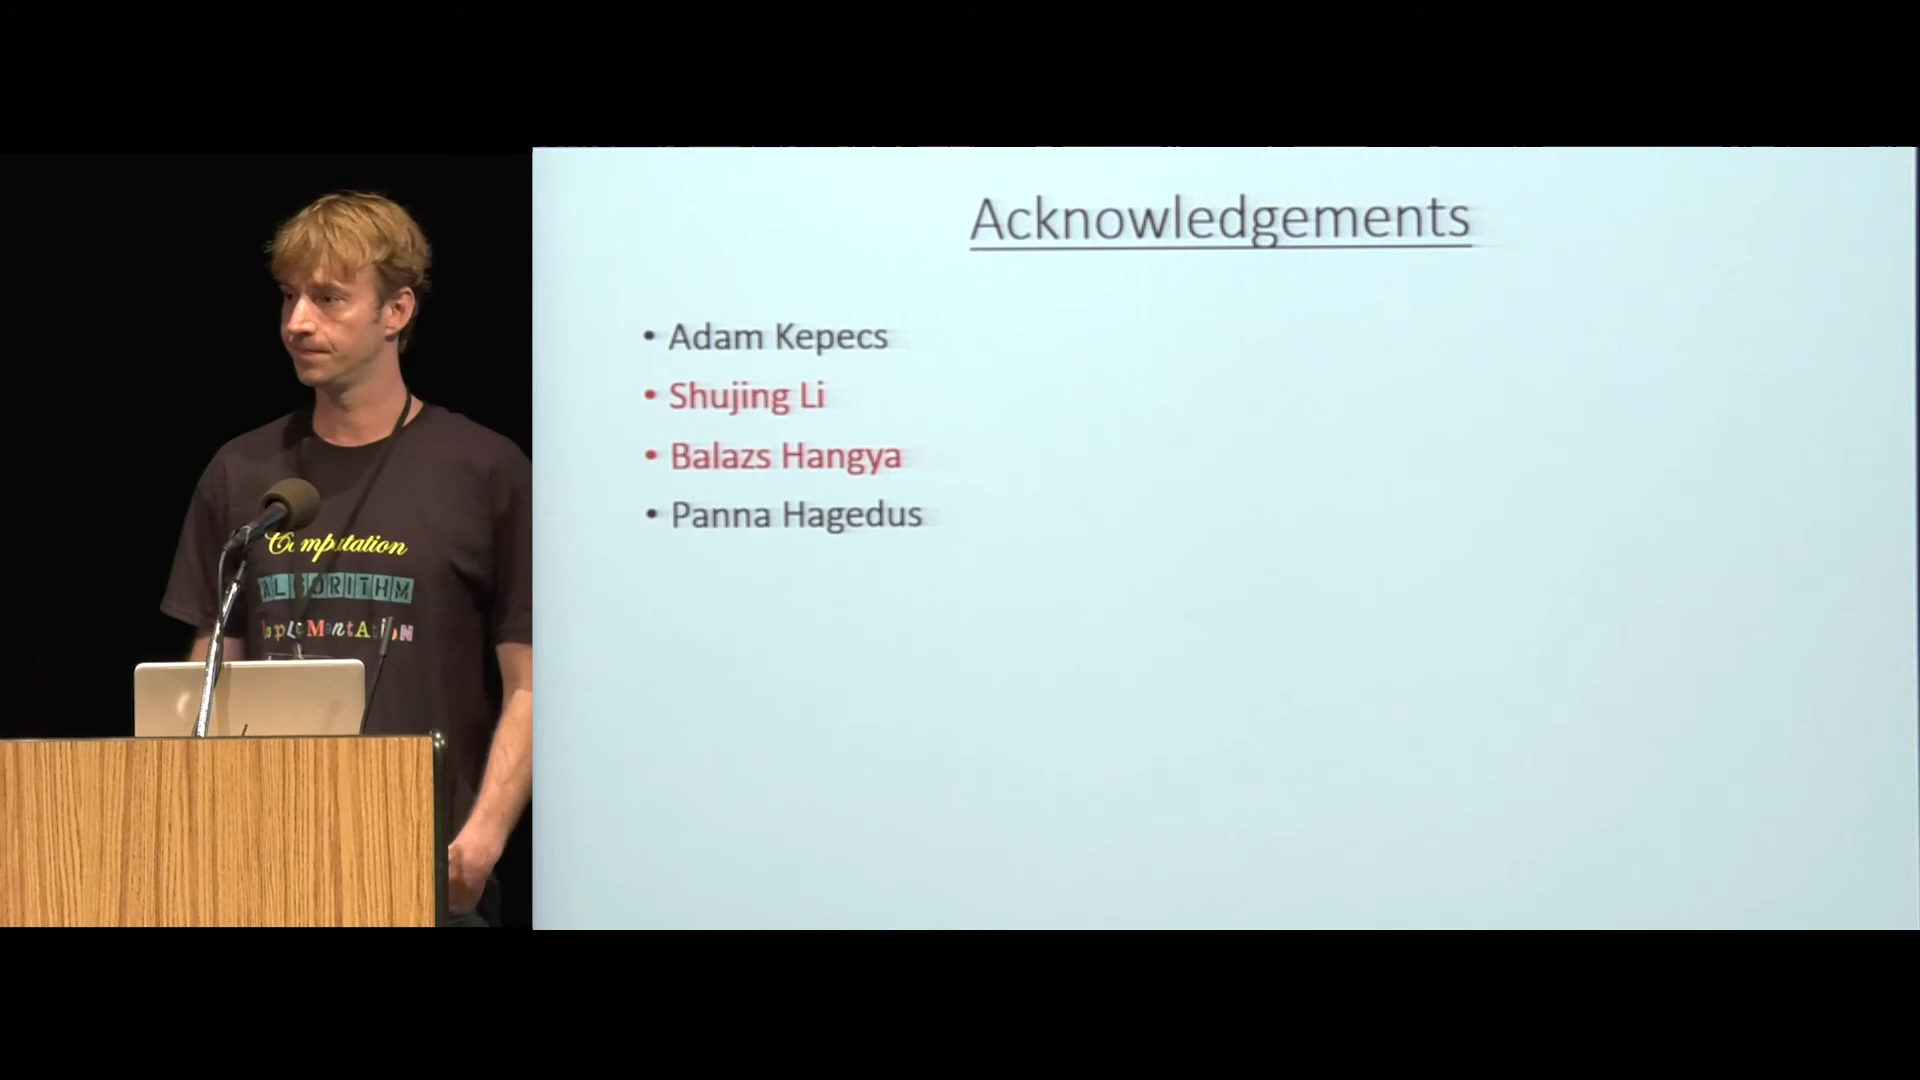 Acknowledgements
• Adam Kepecs
• Shujing Li
• Balazs Hangya
• Panna Hagedus
Computation
ALGORITHM
ImpLeMentAtioN